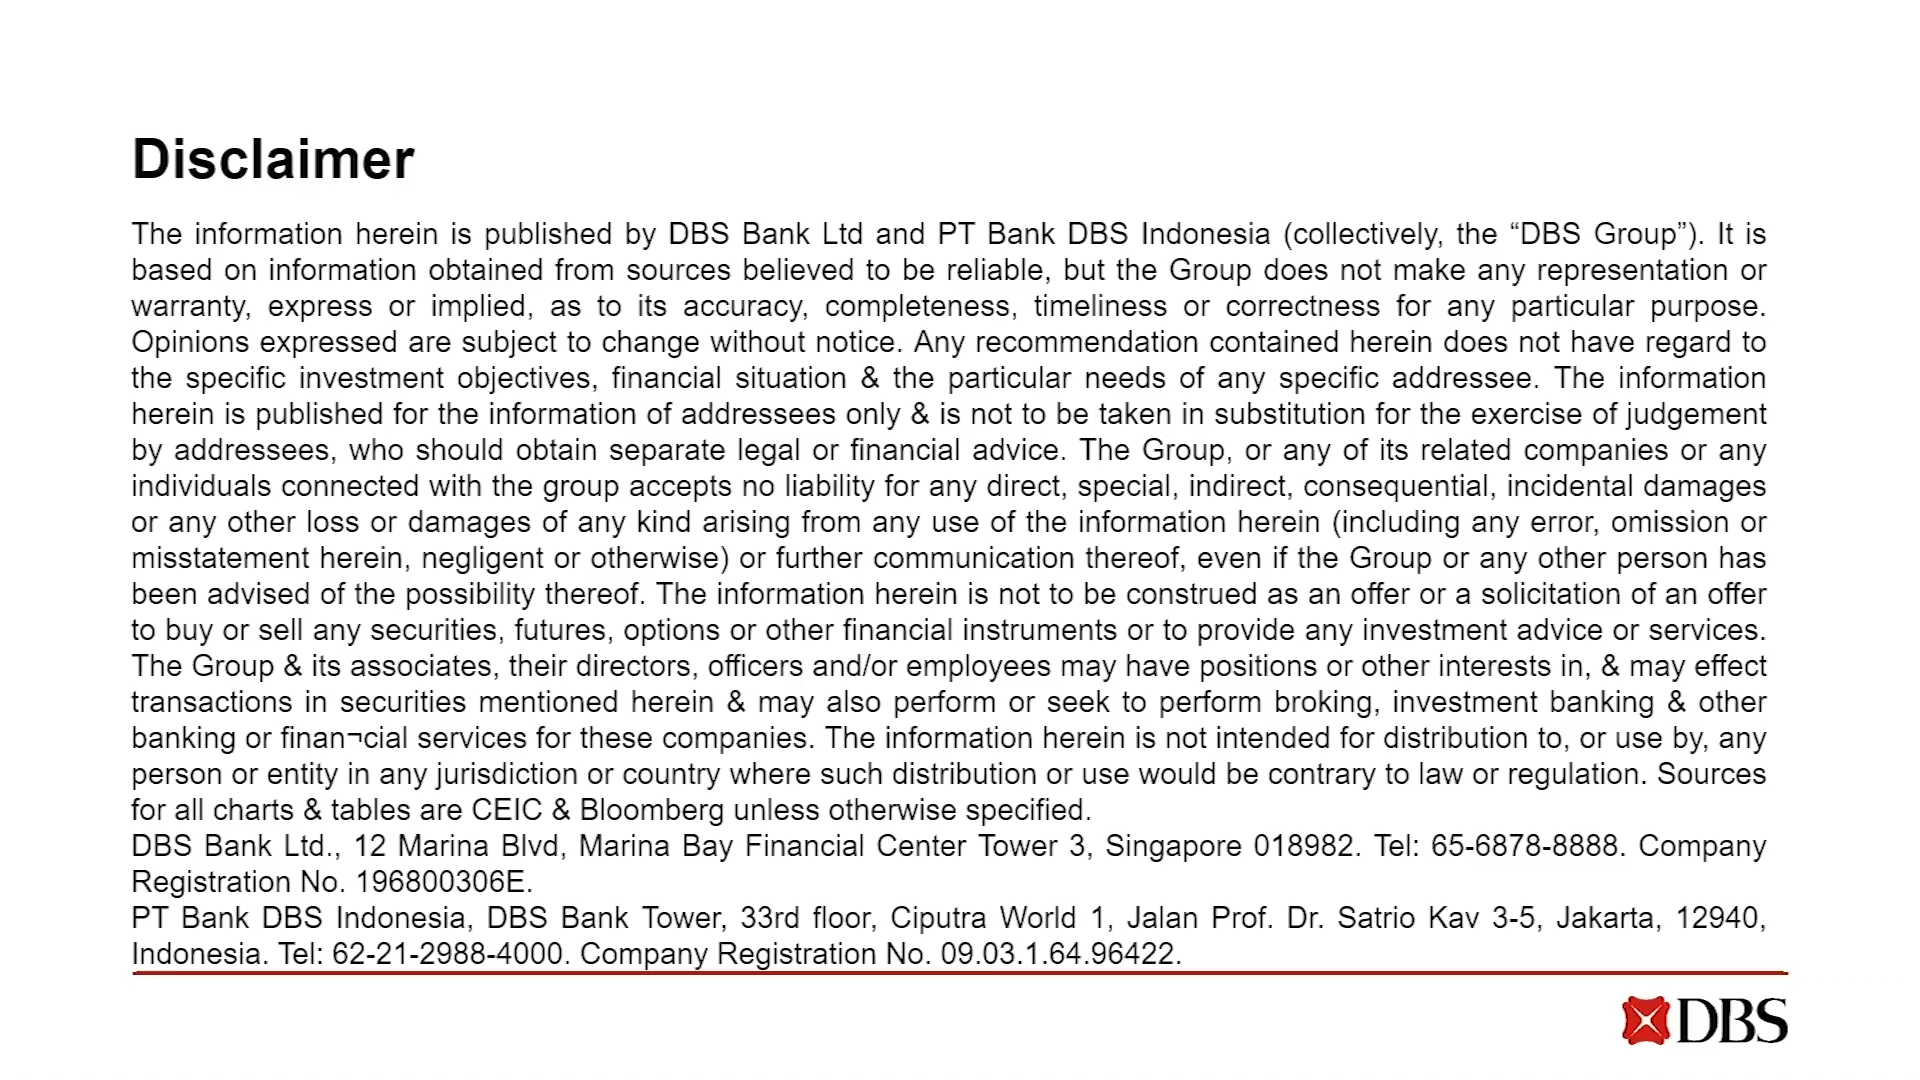 Disclaimer
The information herein is published by DBS Bank Ltd and PT Bank DBS Indonesia (collectively, the “DBS Group”). It is
based on information obtained from sources believed to be reliable, but the Group does not make any representation or
warranty, express or implied, as to its accuracy, completeness, timeliness or correctness for any particular purpose.
Opinions expressed are subject to change without notice. Any recommendation contained herein does not have regard to
the specific investment objectives, financial situation & the particular needs of any specific addressee. The information
herein is published for the information of addressees only & is not to be taken in substitution for the exercise of judgement
by addressees, who should obtain separate legal or financial advice. The Group, or any of its related companies or any
individuals connected with the group accepts no liability for any direct, special, indirect, consequential, incidental damages
or any other loss or damages of any kind arising from any use of the information herein (including any error, omission or
misstatement herein, negligent or otherwise) or further communication thereof, even if the Group or any other person has
been advised of the possibility thereof. The information herein is not to be construed as an offer or a solicitation of an offer
to buy or sell any securities, futures, options or other financial instruments or to provide any investment advice or services.
The Group & its associates, their directors, officers and/or employees may have positions or other interests in, & may effect
transactions in securities mentioned herein & may also perform or seek to perform broking, investment banking & other
banking or finan¬cial services for these companies. The information herein is not intended for distribution to, or use by, any
person or entity in any jurisdiction or country where such distribution or use would be contrary to law or regulation. Sources
for all charts & tables are CEIC & Bloomberg unless otherwise specified.
DBS Bank Ltd., 12 Marina Blvd, Marina Bay Financial Center Tower 3, Singapore 018982. Tel: 65-6878-8888. Company
Registration No. 196800306E.
PT Bank DBS Indonesia, DBS Bank Tower, 33rd floor, Ciputra World 1, Jalan Prof. Dr. Satrio Kav 3-5, Jakarta, 12940,
Indonesia. Tel: 62-21-2988-4000. Company Registration No. 09.03.1.64.96422.
DBS